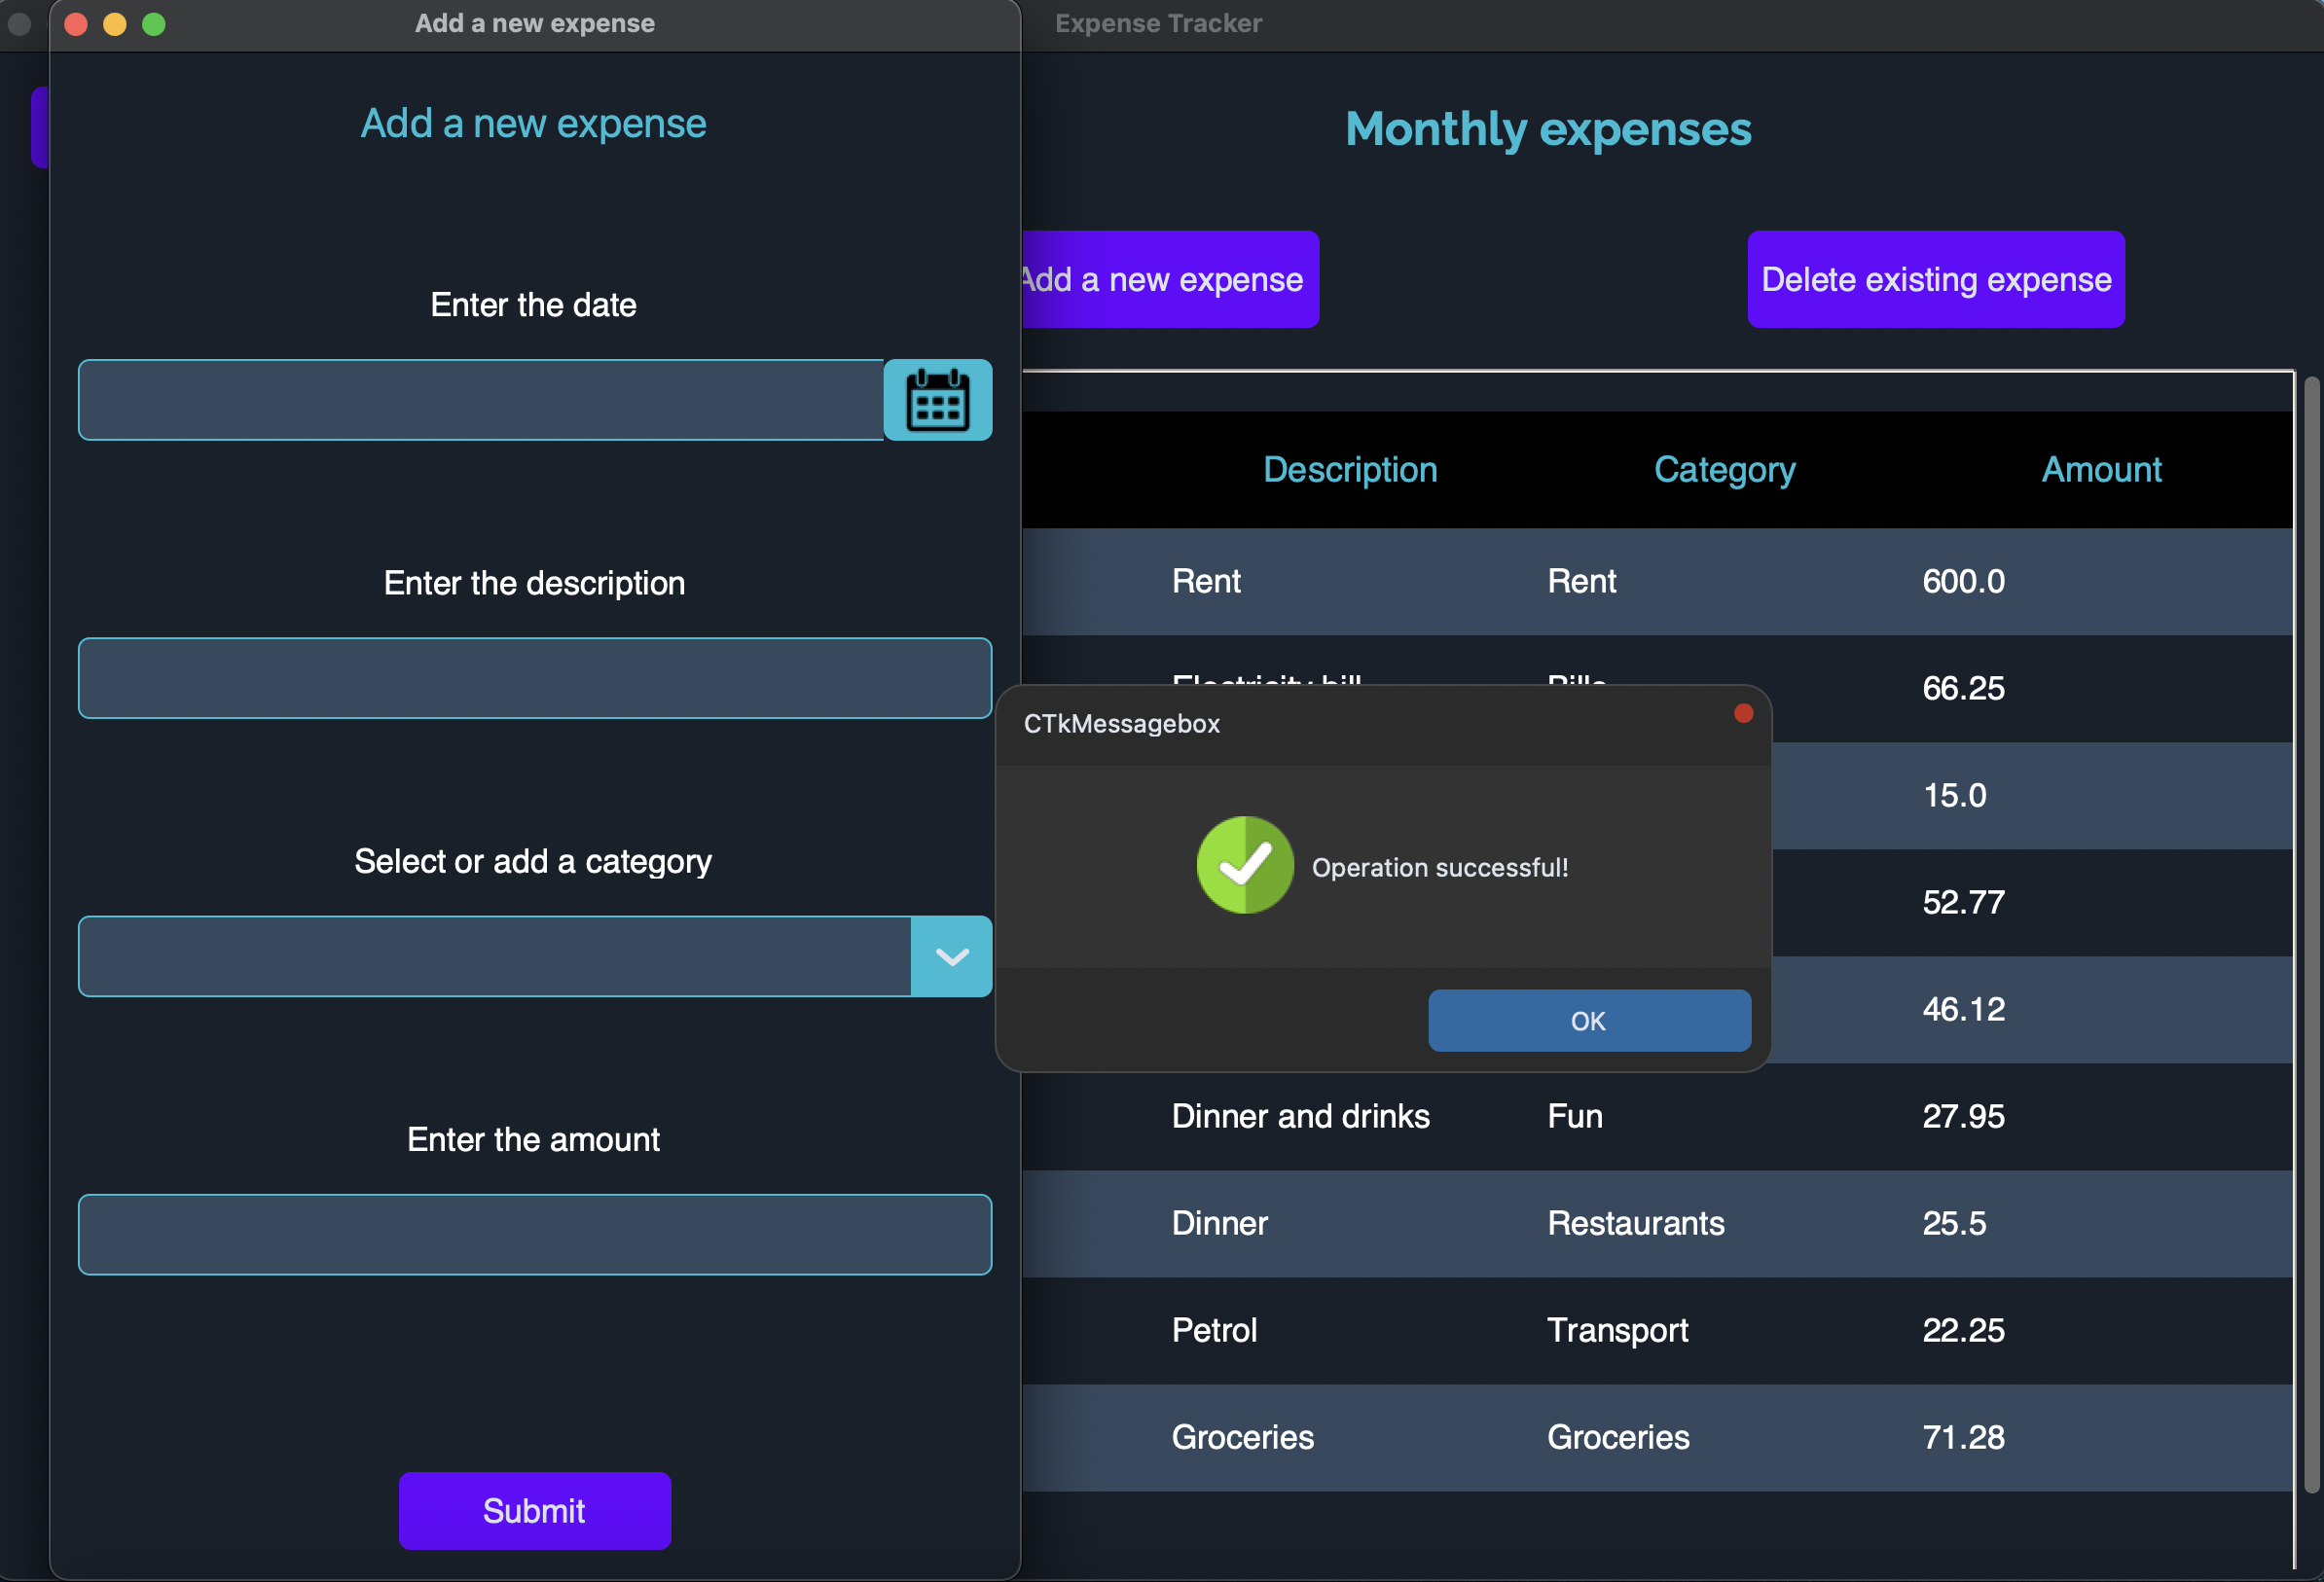 Add a new expense
Expense Tracker
Add a new expense
Enter the date
Enter the description
Select or add a category
Enter the amount
Submit
Monthly expenses
Add a new expense
Delete existing expense
Description Category Amount
Rent Rent 600.0
Electricity bill Bills 66.25
15.0
52.77
46.12
Dinner and drinks Fun 27.95
Dinner Restaurants 25.5
Petrol Transport 22.25
Groceries Groceries 71.28
CTkMessagebox
Operation successful!
OK